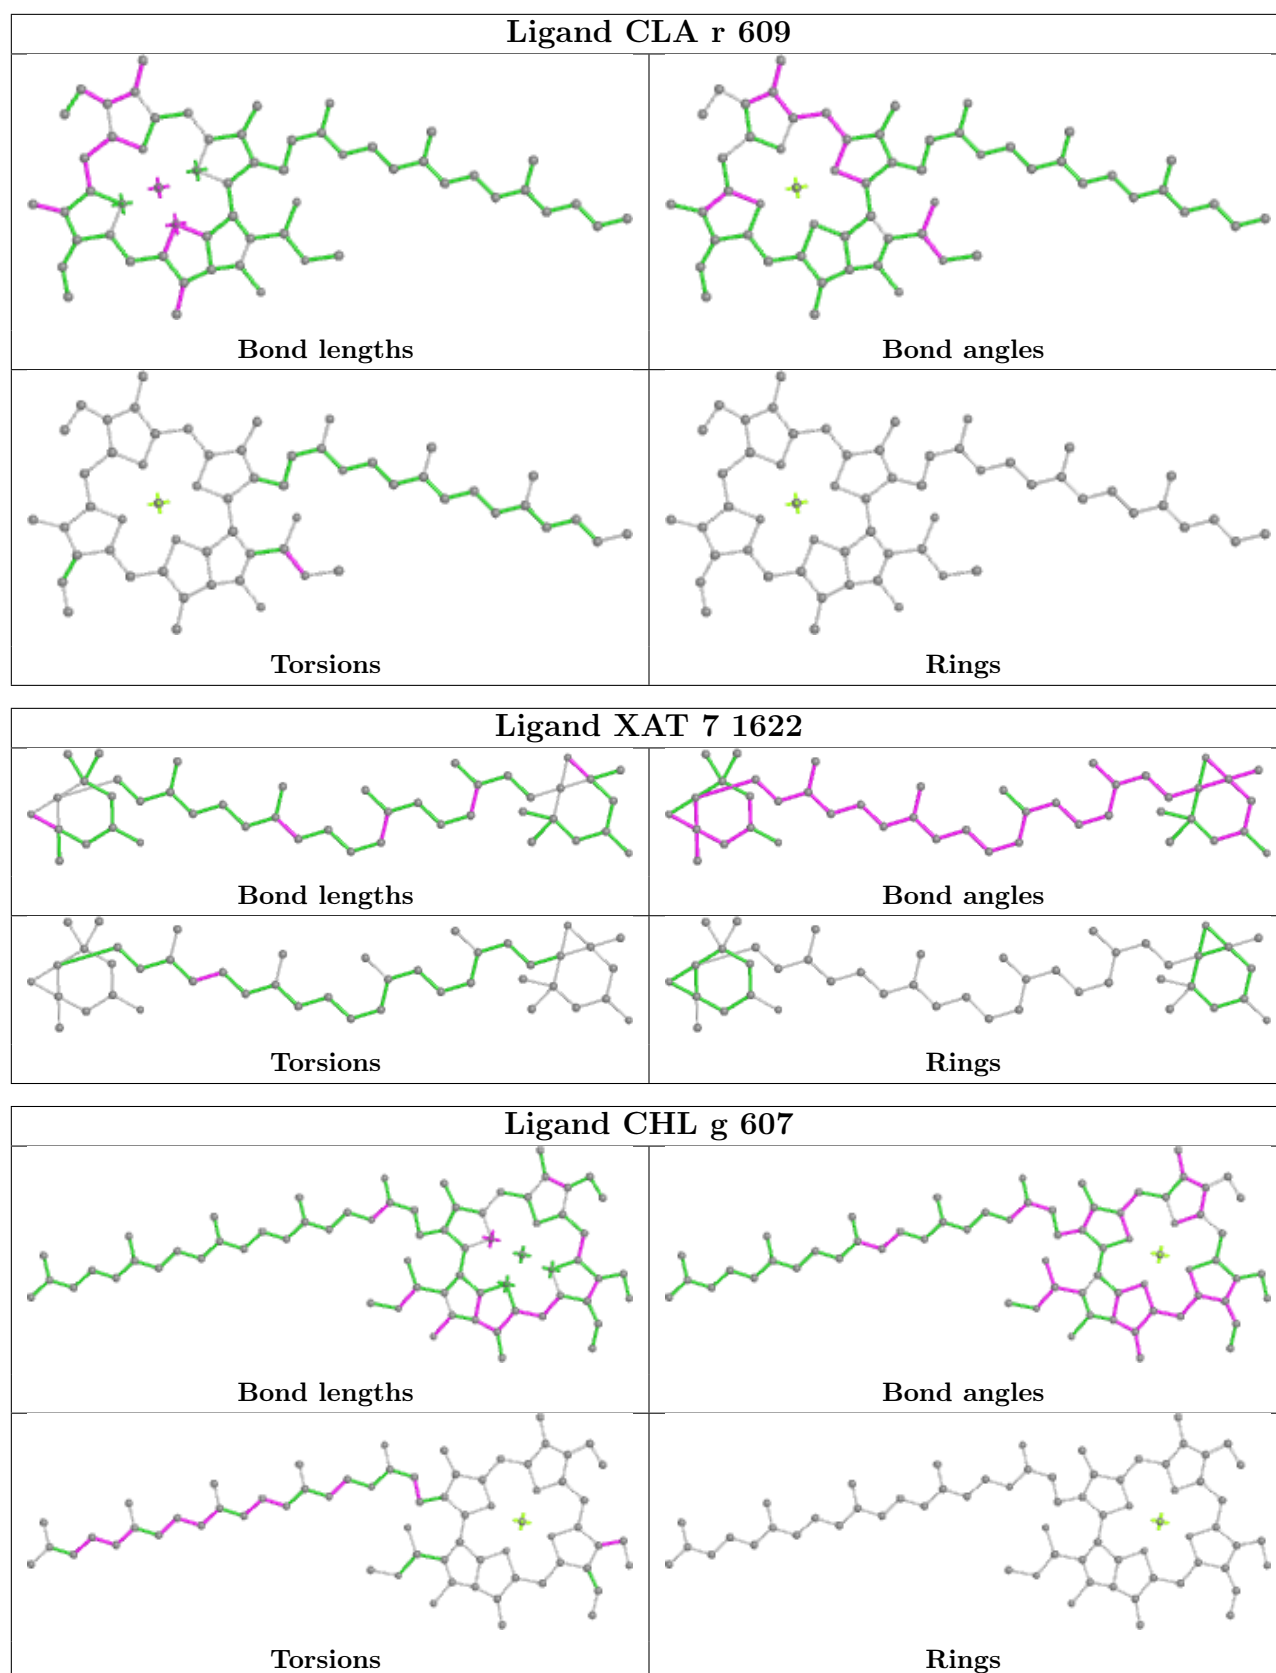 Ligand CLA r 609
Bond lengths
Bond angles
Torsions
Rings
Ligand XAT 7 1622
Bond lengths
Bond angles
Torsions
Rings
Ligand CHL g 607
Bond lengths
Bond angles
Torsions
Rings